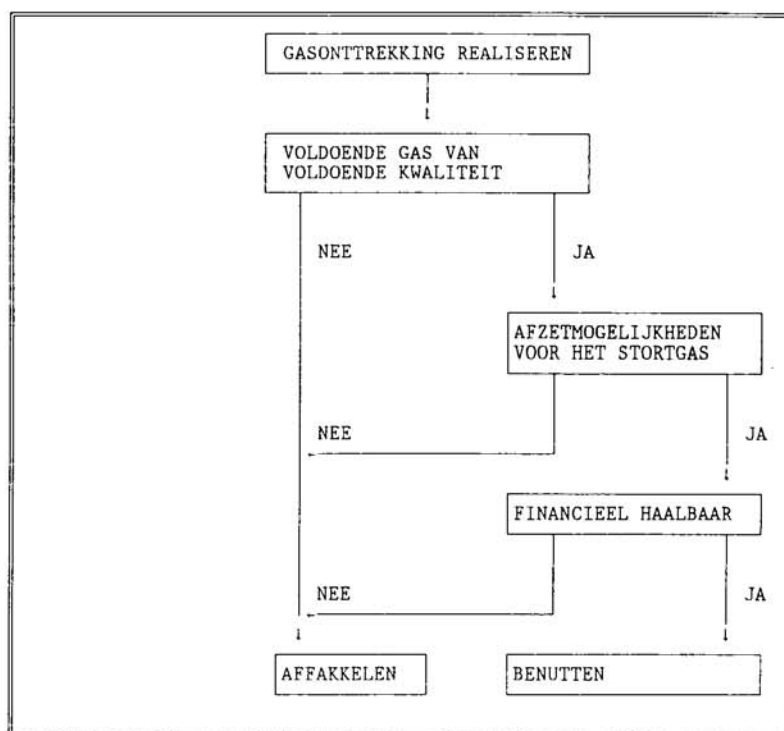 GASONTTREKKING REALISEREN
VOLDOENDE GAS VAN
VOLDOENDE KWALITEIT
NEE
JA
AFZETMOGELIJKHEDEN
VOOR HET STORTGAS
NEE
JA
FINANCIEEL HAALBAAR
NEE
JA
AFFAKKELEN
BENUTTEN